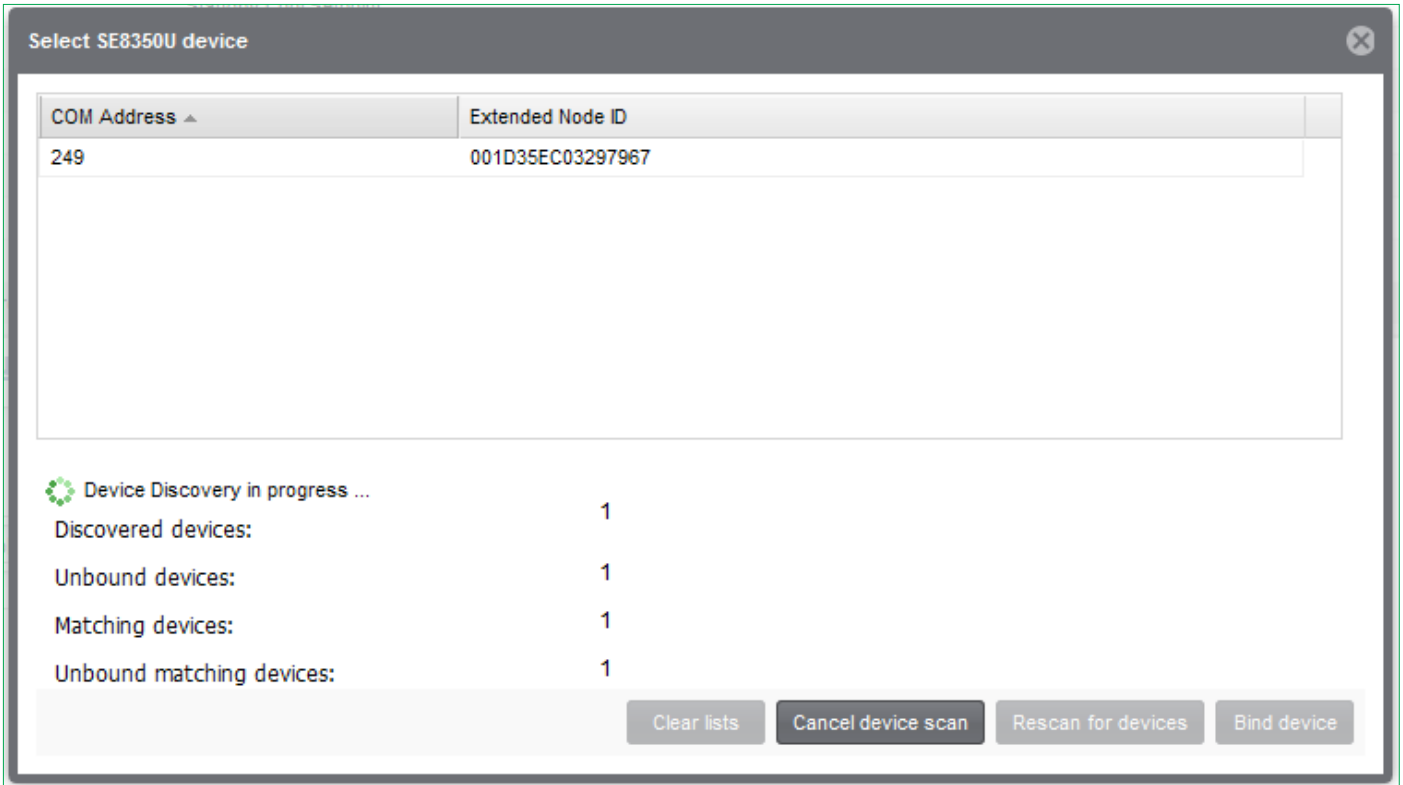 Select SE8350U device
COM Address Extended Node ID
249 001D35EC03297967
Device Discovery in progress ...
Discovered devices: 1
Unbound devices: 1
Matching devices: 1
Unbound matching devices: 1
Clear lists Cancel device scan Rescan for devices Bind device